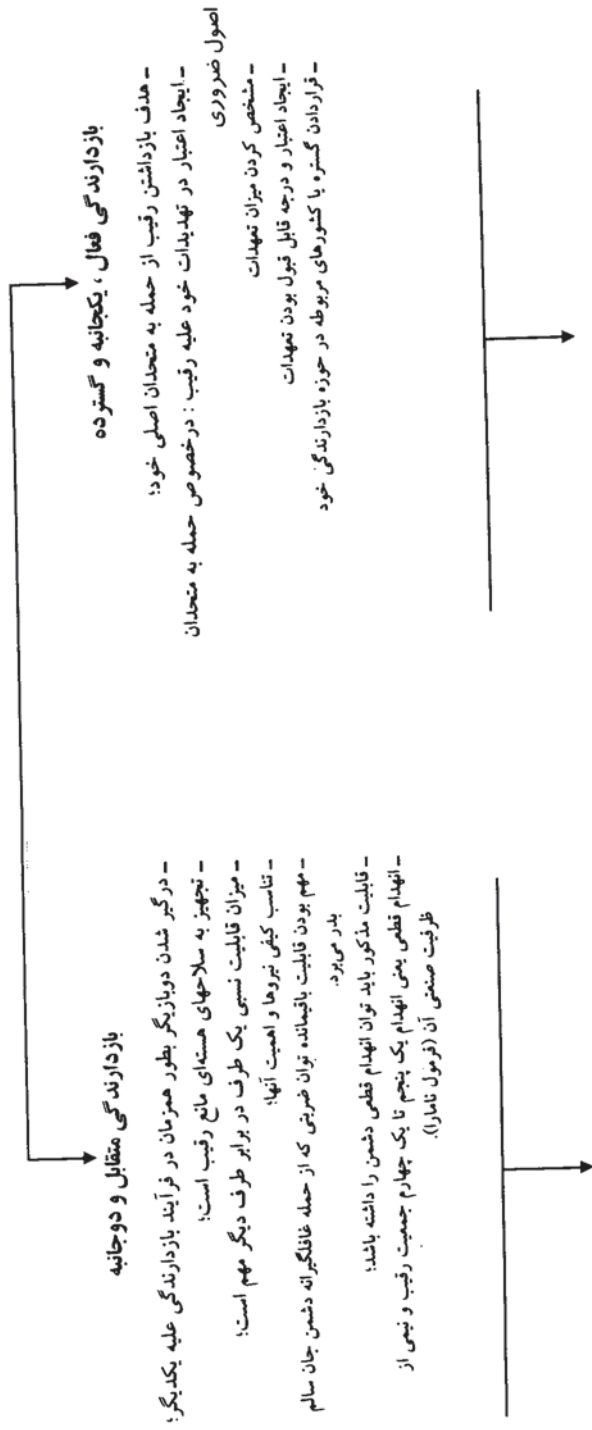 بازدارندگی فعال ، یکجانبه و گسترده
- هدف بازداشتن رقیب از حمله به متحدان اصلی خود؛
- ایجاد اعتبار در تهدیدات خود علیه رقیب : درخصوص حمله به متحدان
اصول ضروری
- مشخص کردن میزان تعهدات
- ایجاد اعتبار و درجه قابل قبول بودن تعهدات
- قراردادن گستره یا کشورهای مربوطه در حوزه بازدارندگی خود
بازدارندگی متقابل و دوجانبه
- درگیر شدن دوبازیگر بطور همزمان در فرآیند بازدارندگی علیه یکدیگر؛
- تجهیز به سلاحهای هسته‌ای مانع رقیب است؛
- میزان قابلیت نسبی یک طرف در برابر طرف دیگر مهم است؛
- تناسب کیفی نیروها و اهمیت آنها؛
- مهم بودن قابلیت باقیمانده توان ضربتی که از حمله غافلگیرانه دشمن جان سالم
بدر می‌برد.
- قابلیت مذکور باید توان انهدام قطعی دشمن را داشته باشد؛
- انهدام قطعی یعنی انهدام یک پنجم تا یک چهارم جمعیت رقیب و نیمی از
ظرفیت صنعتی آن (فرمول نامارا).